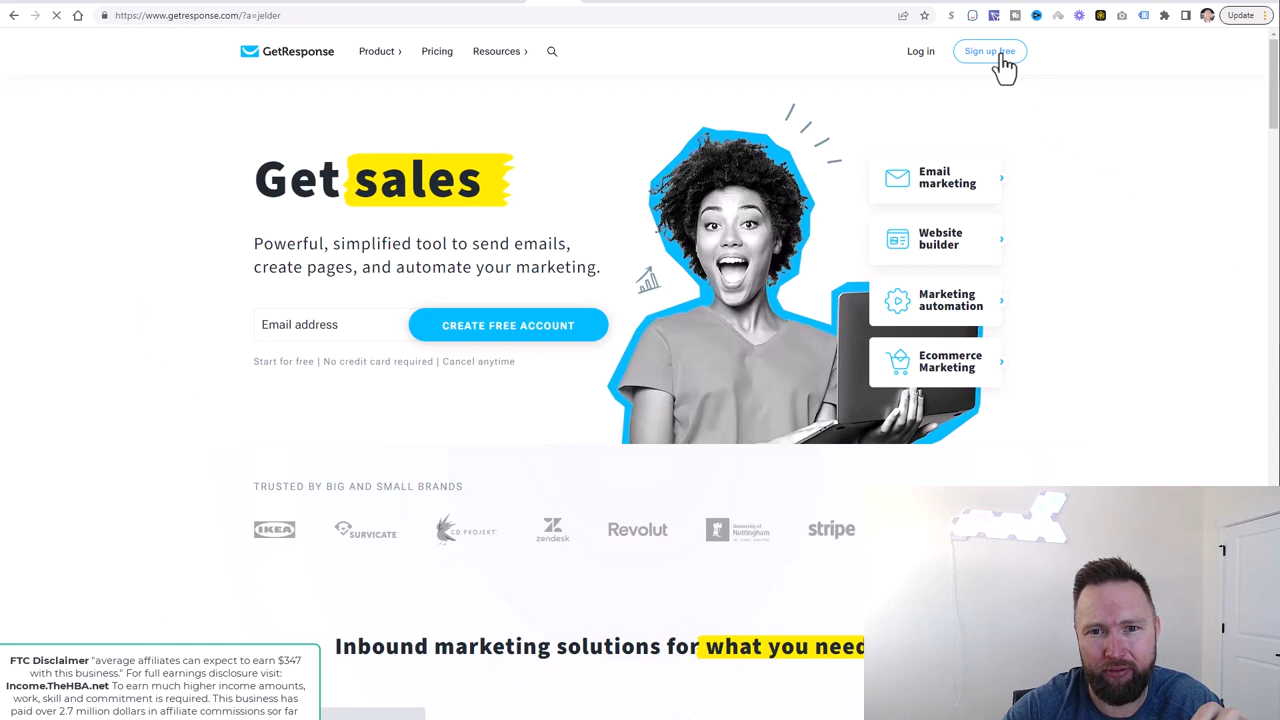 https://www.getresponse.com/?a=jelder
Update
GetResponse
Product ›
Pricing
Resources ›
Log in
Sign up free
Get sales
Powerful, simplified tool to send emails,
create pages, and automate your marketing.
Email address
CREATE FREE ACCOUNT
Start for free | No credit card required | Cancel anytime
Email
marketing
Website
builder
Marketing
automation
Ecommerce
Marketing
TRUSTED BY BIG AND SMALL BRANDS
IKEA
SURVICATE
CD PROJEKT
zendesk
Revolut
University of
Nottingham
stripe
Inbound marketing solutions for what you need
FTC Disclaimer "average affiliates can expect to earn $347
with this business." For full earnings disclosure visit:
Income.TheHBA.net To earn much higher income amounts,
work, skill and commitment is required. This business has
paid over 2.7 million dollars in affiliate commissions sor far